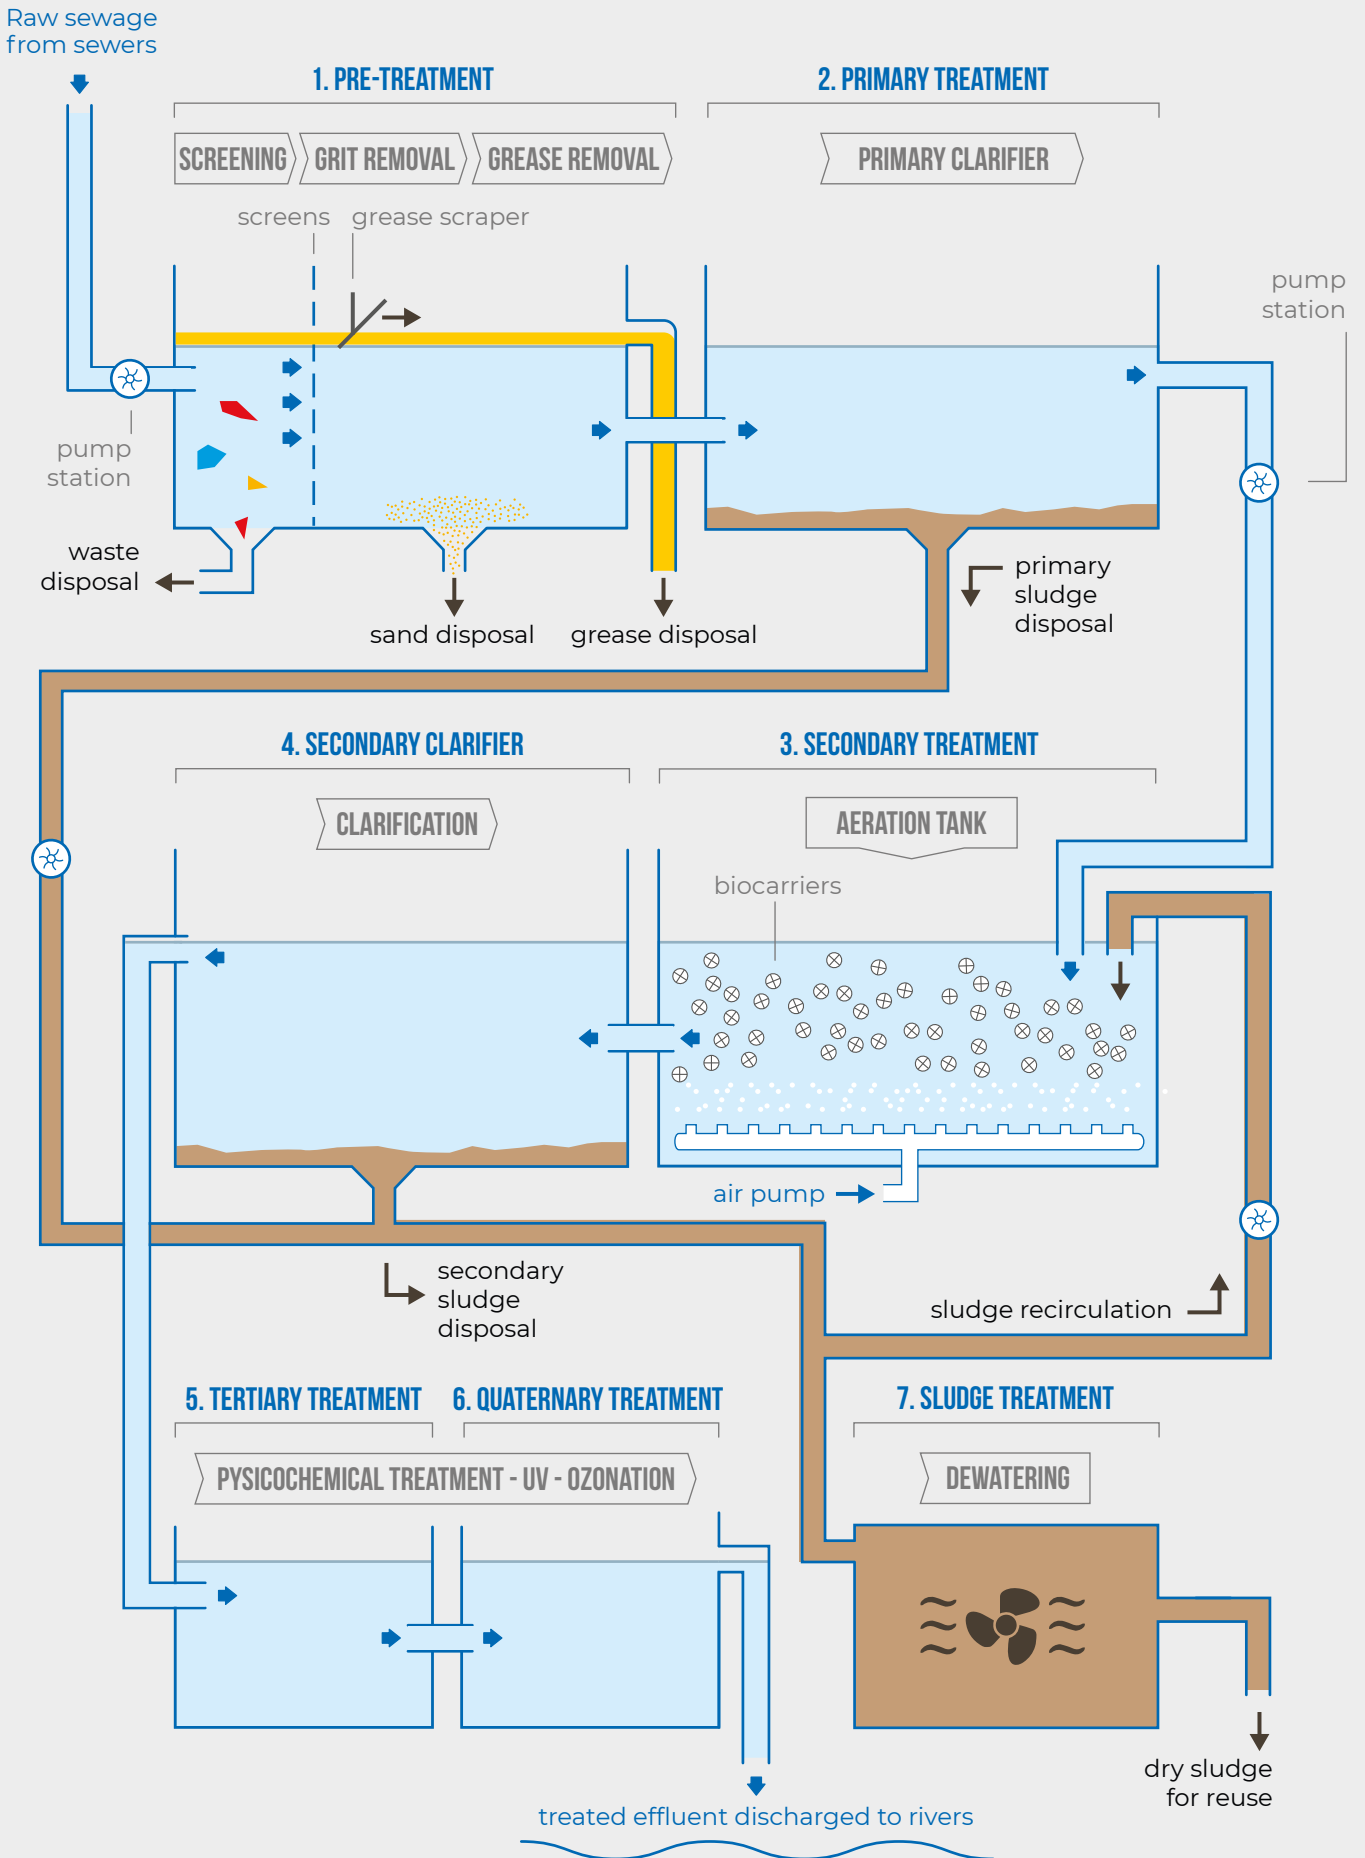 Raw sewage
from sewers
1. PRE-TREATMENT
2. PRIMARY TREATMENT
SCREENING
GRIT REMOVAL
GREASE REMOVAL
PRIMARY CLARIFIER
screens
grease scraper
pump
station
pump
station
waste
disposal
sand disposal
grease disposal
primary
sludge
disposal
4. SECONDARY CLARIFIER
3. SECONDARY TREATMENT
CLARIFICATION
AERATION TANK
biocarriers
air pump
secondary
sludge
disposal
sludge recirculation
5. TERTIARY TREATMENT
6. QUATERNARY TREATMENT
7. SLUDGE TREATMENT
PYSICOCHEMICAL TREATMENT - UV - OZONATION
DEWATERING
dry sludge
for reuse
treated effluent discharged to rivers